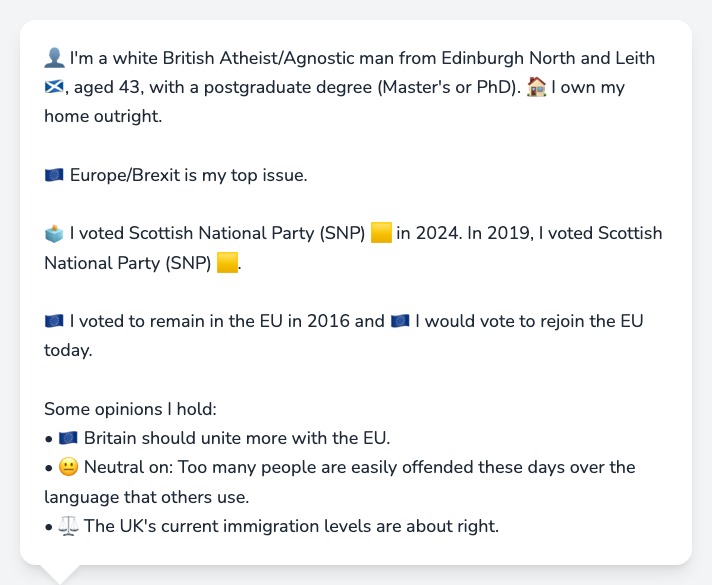 👤 I'm a white British Atheist/Agnostic man from Edinburgh North and Leith
🏴󠁧󠁢󠁳󠁣󠁴󠁿, aged 43, with a postgraduate degree (Master's or PhD). 🏠 I own my
home outright.
🇪🇺 Europe/Brexit is my top issue.
🗳️ I voted Scottish National Party (SNP) 🟨 in 2024. In 2019, I voted Scottish
National Party (SNP) 🟨.
🇪🇺 I voted to remain in the EU in 2016 and 🇪🇺 I would vote to rejoin the EU
today.
Some opinions I hold:
• 🇪🇺 Britain should unite more with the EU.
• 😐 Neutral on: Too many people are easily offended these days over the
language that others use.
• ⚖️ The UK's current immigration levels are about right.